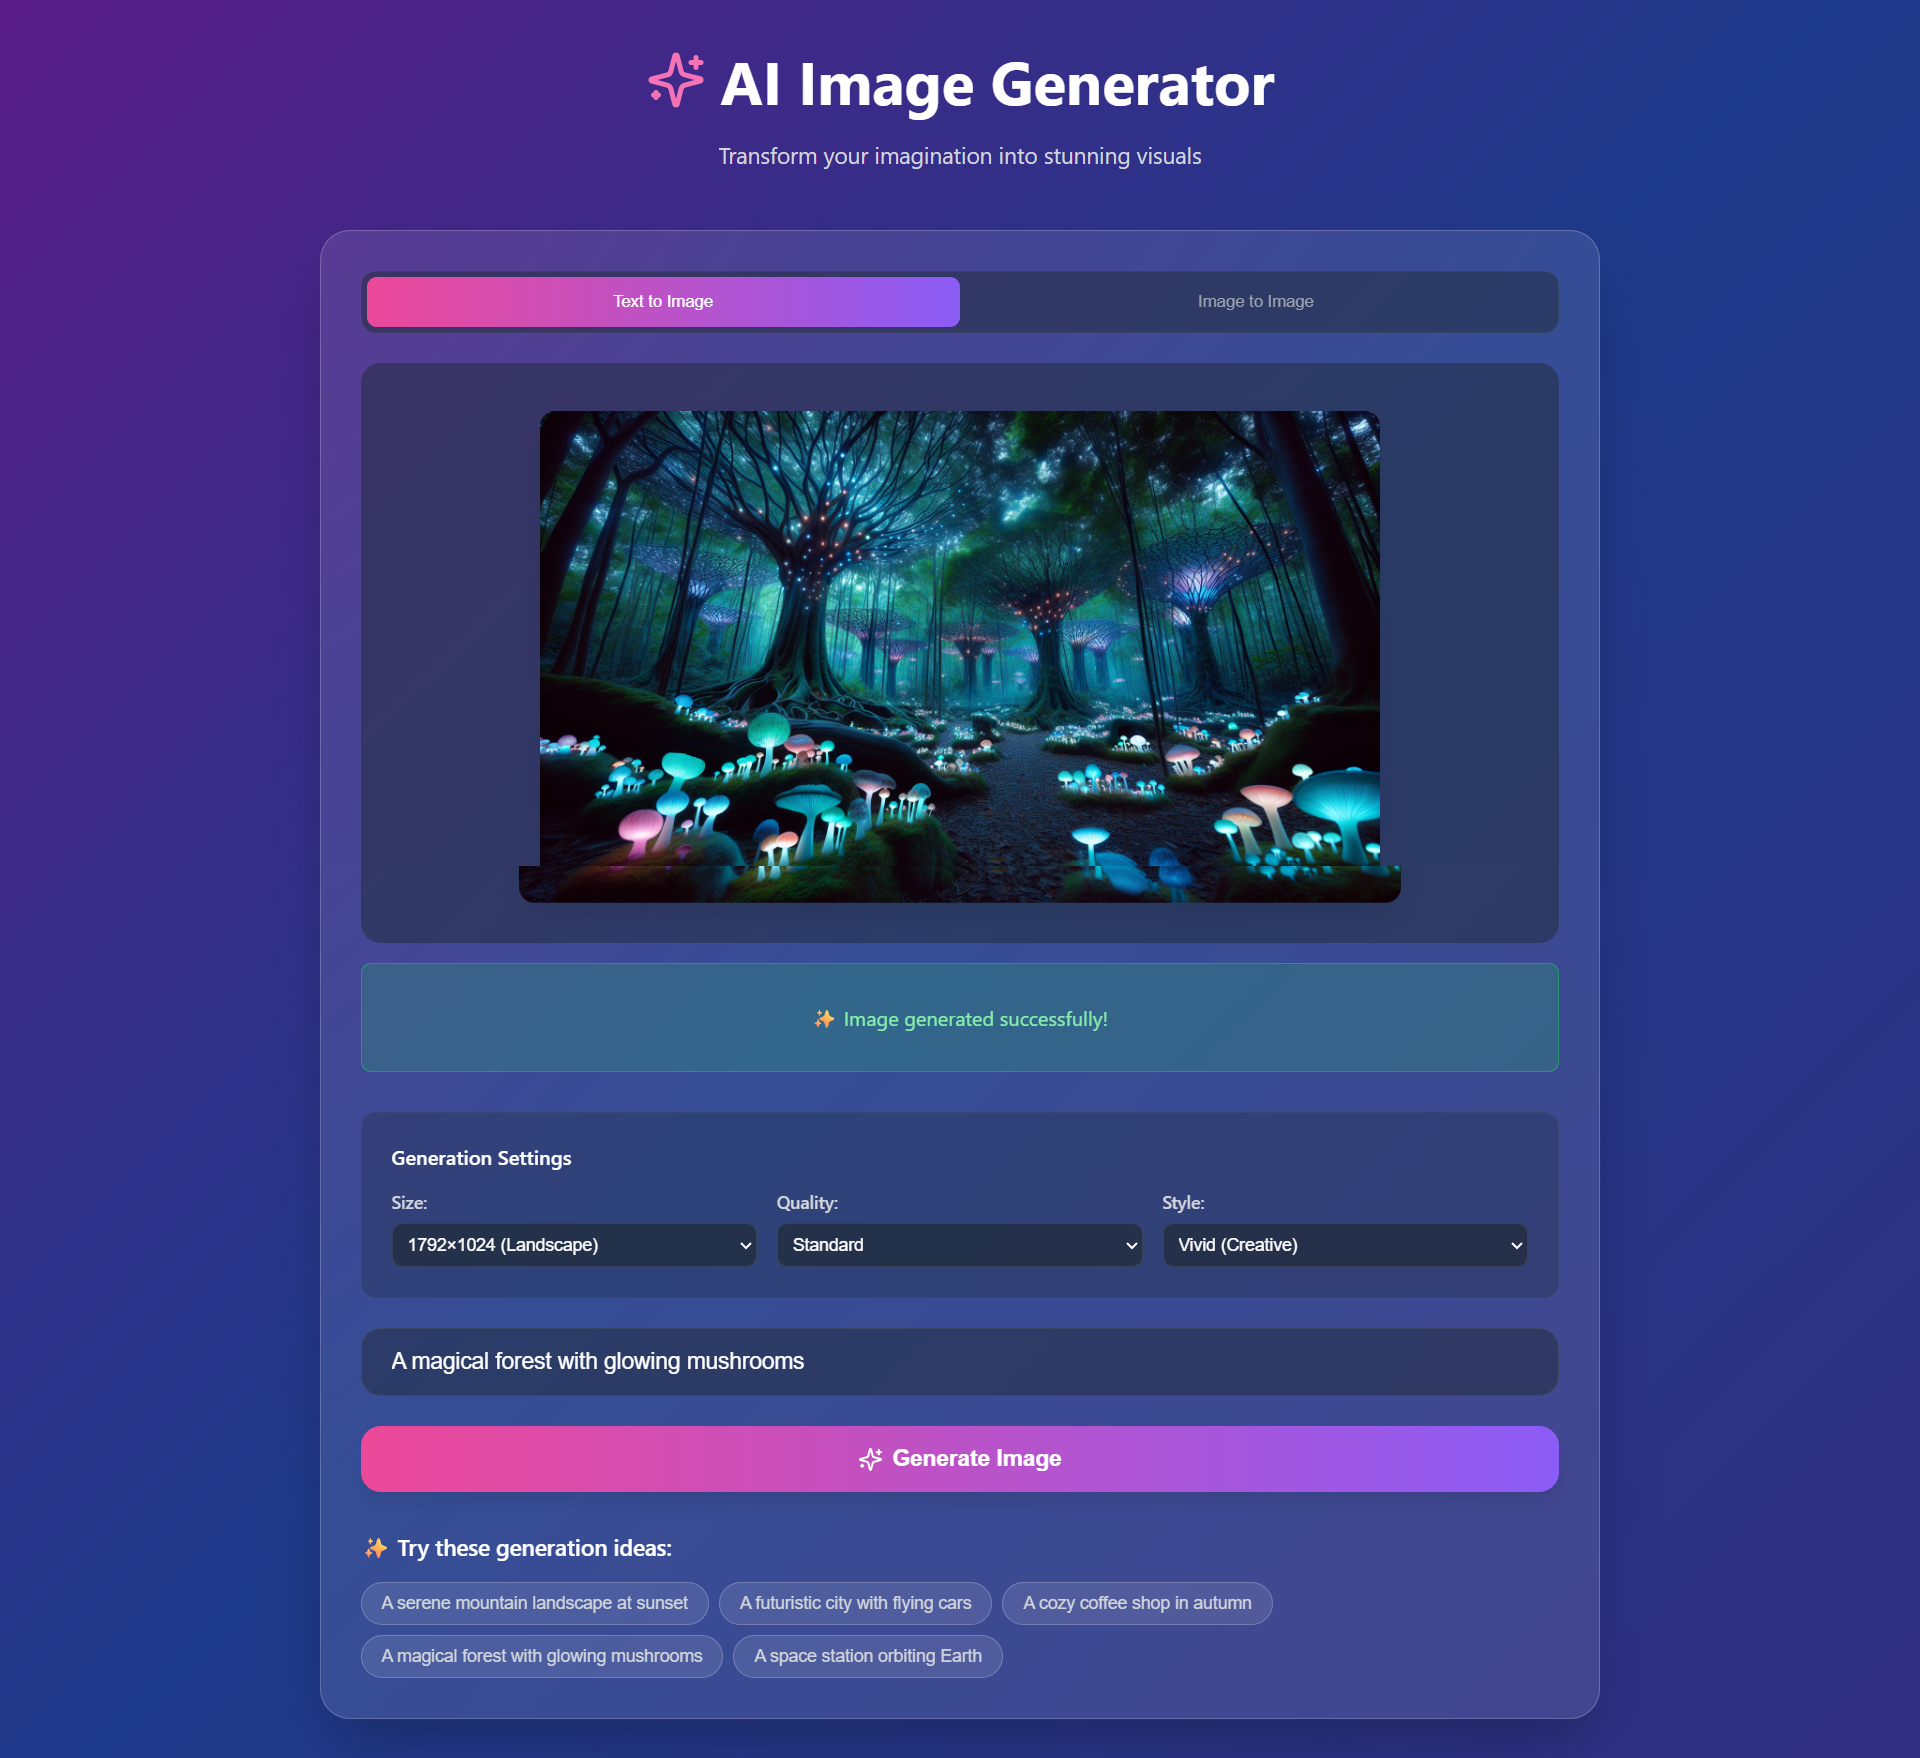 AI Image Generator
Transform your imagination into stunning visuals
Text to Image
Image to Image
✨ Image generated successfully!
Generation Settings
Size:
Quality:
Style:
1792×1024 (Landscape)
Standard
Vivid (Creative)
A magical forest with glowing mushrooms
Generate Image
✨ Try these generation ideas:
A serene mountain landscape at sunset
A futuristic city with flying cars
A cozy coffee shop in autumn
A magical forest with glowing mushrooms
A space station orbiting Earth